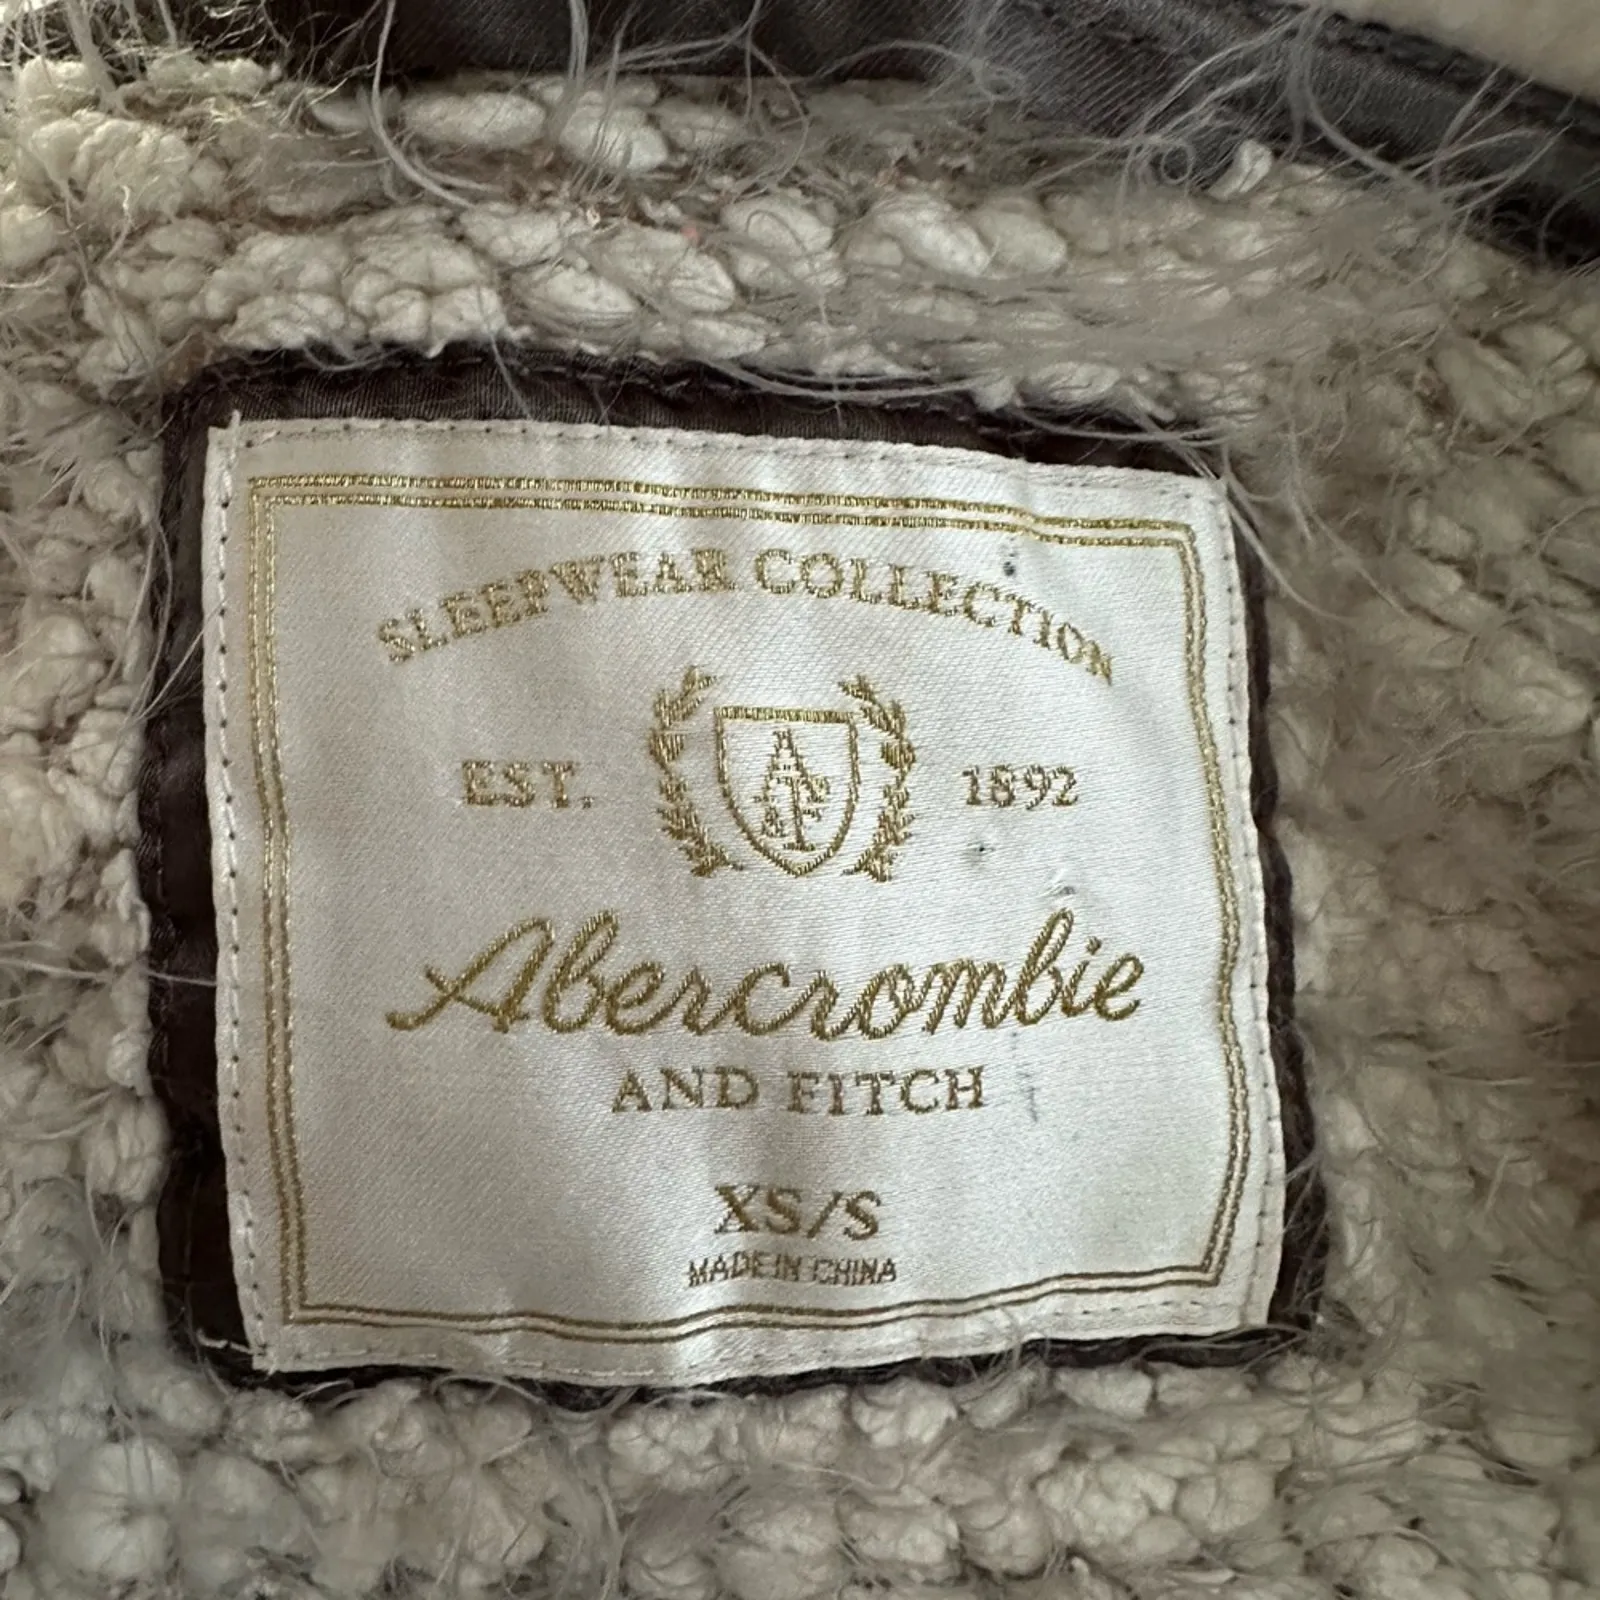 SLEEPWEAR COLLECTION
EST. 1892
Abercrombie
AND FITCH
XS/S
MADE IN CHINA